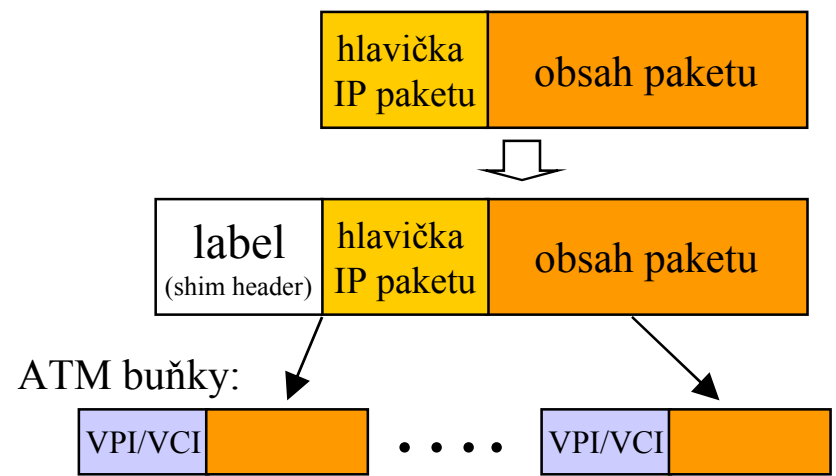 hlavička
IP paketu
obsah paketu
label
(shim header)
hlavička
IP paketu
obsah paketu
ATM buňky:
VPI/VCI
VPI/VCI